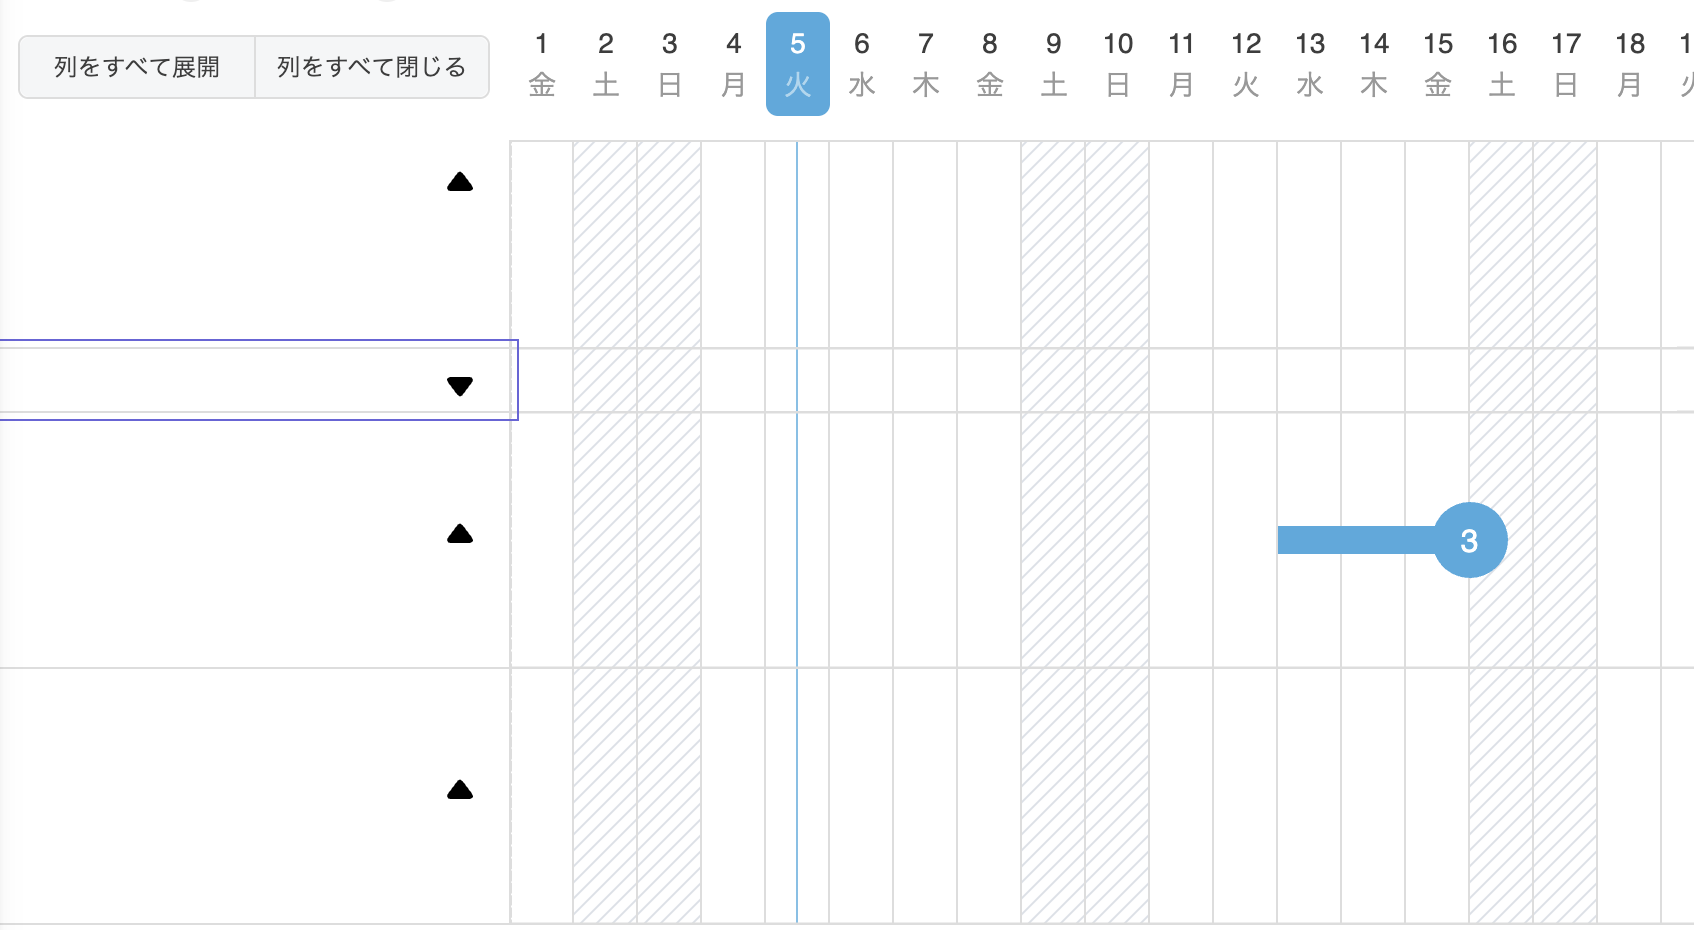 列をすべて展開 列をすべて閉じる
1 2 3 4 5 6 7 8 9 10 11 12 13 14 15 16 17 18
金 土 日 月 火 水 木 金 土 日 月 火 水 木 金 土 日 月
3